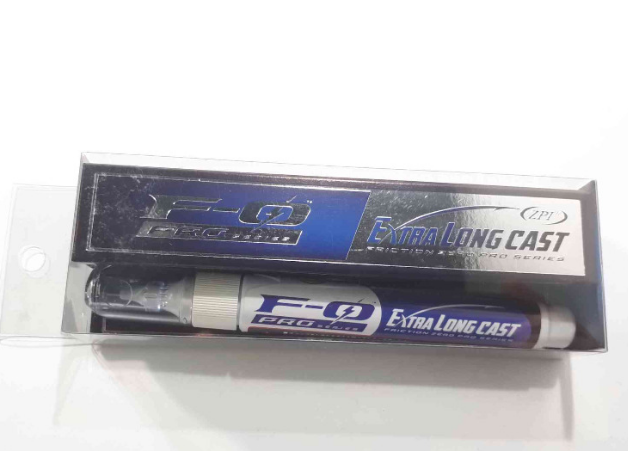 F-0
PRO SERIES
EXTRA LONG CAST
FRICTION ZERO PRO SERIES
ZPI
F-0
PRO SERIES
EXTRA LONG CAST
FRICTION ZERO PRO SERIES